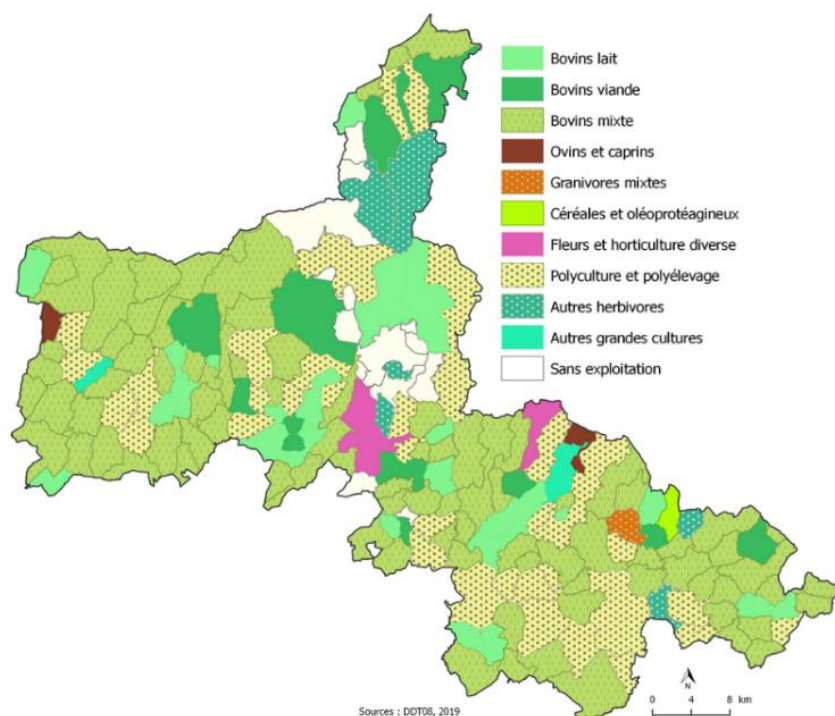 Bovins lait
Bovins viande
Bovins mixte
Ovins et caprins
Granivores mixtes
Céréales et oléoprotéagineux
Fleurs et horticulture diverse
Polyculture et polyélevage
Autres herbivores
Autres grandes cultures
Sans exploitation
N
0 4 8 km
Sources : DDT08, 2019